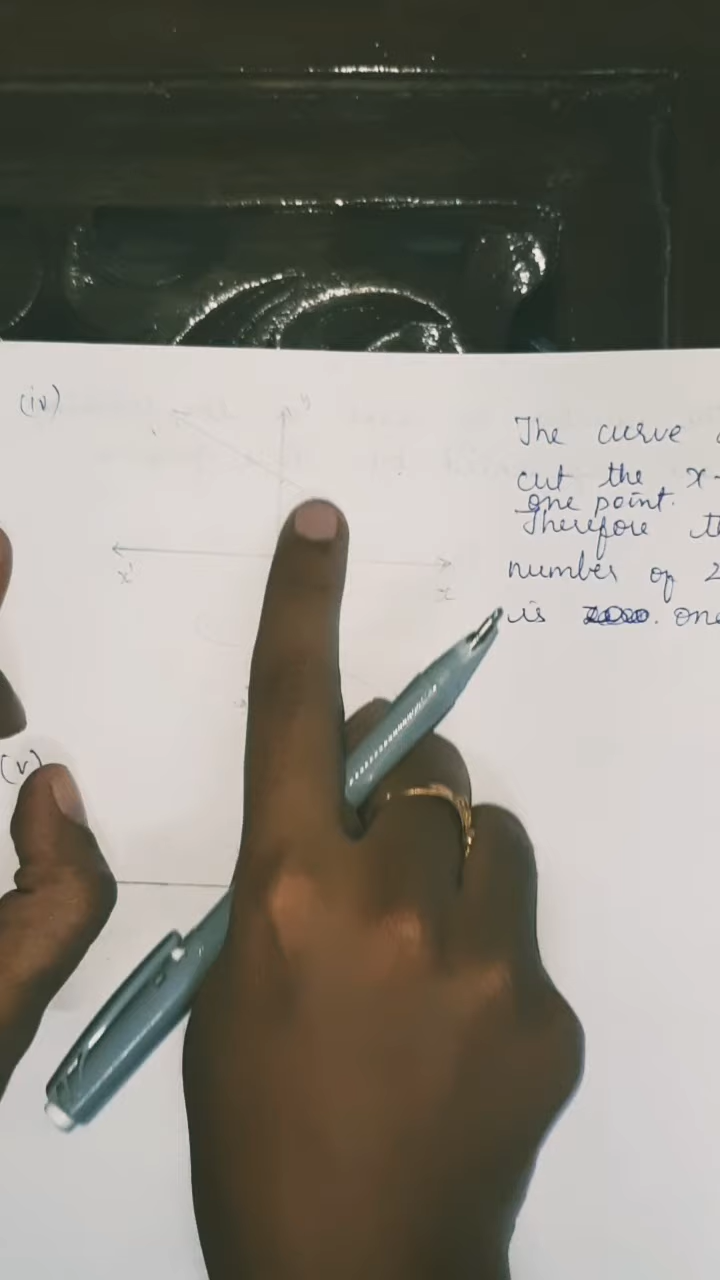 (iv)
y
The curve
cut the x-
one point.
Therefore
number of
is one
x'
x
(v)